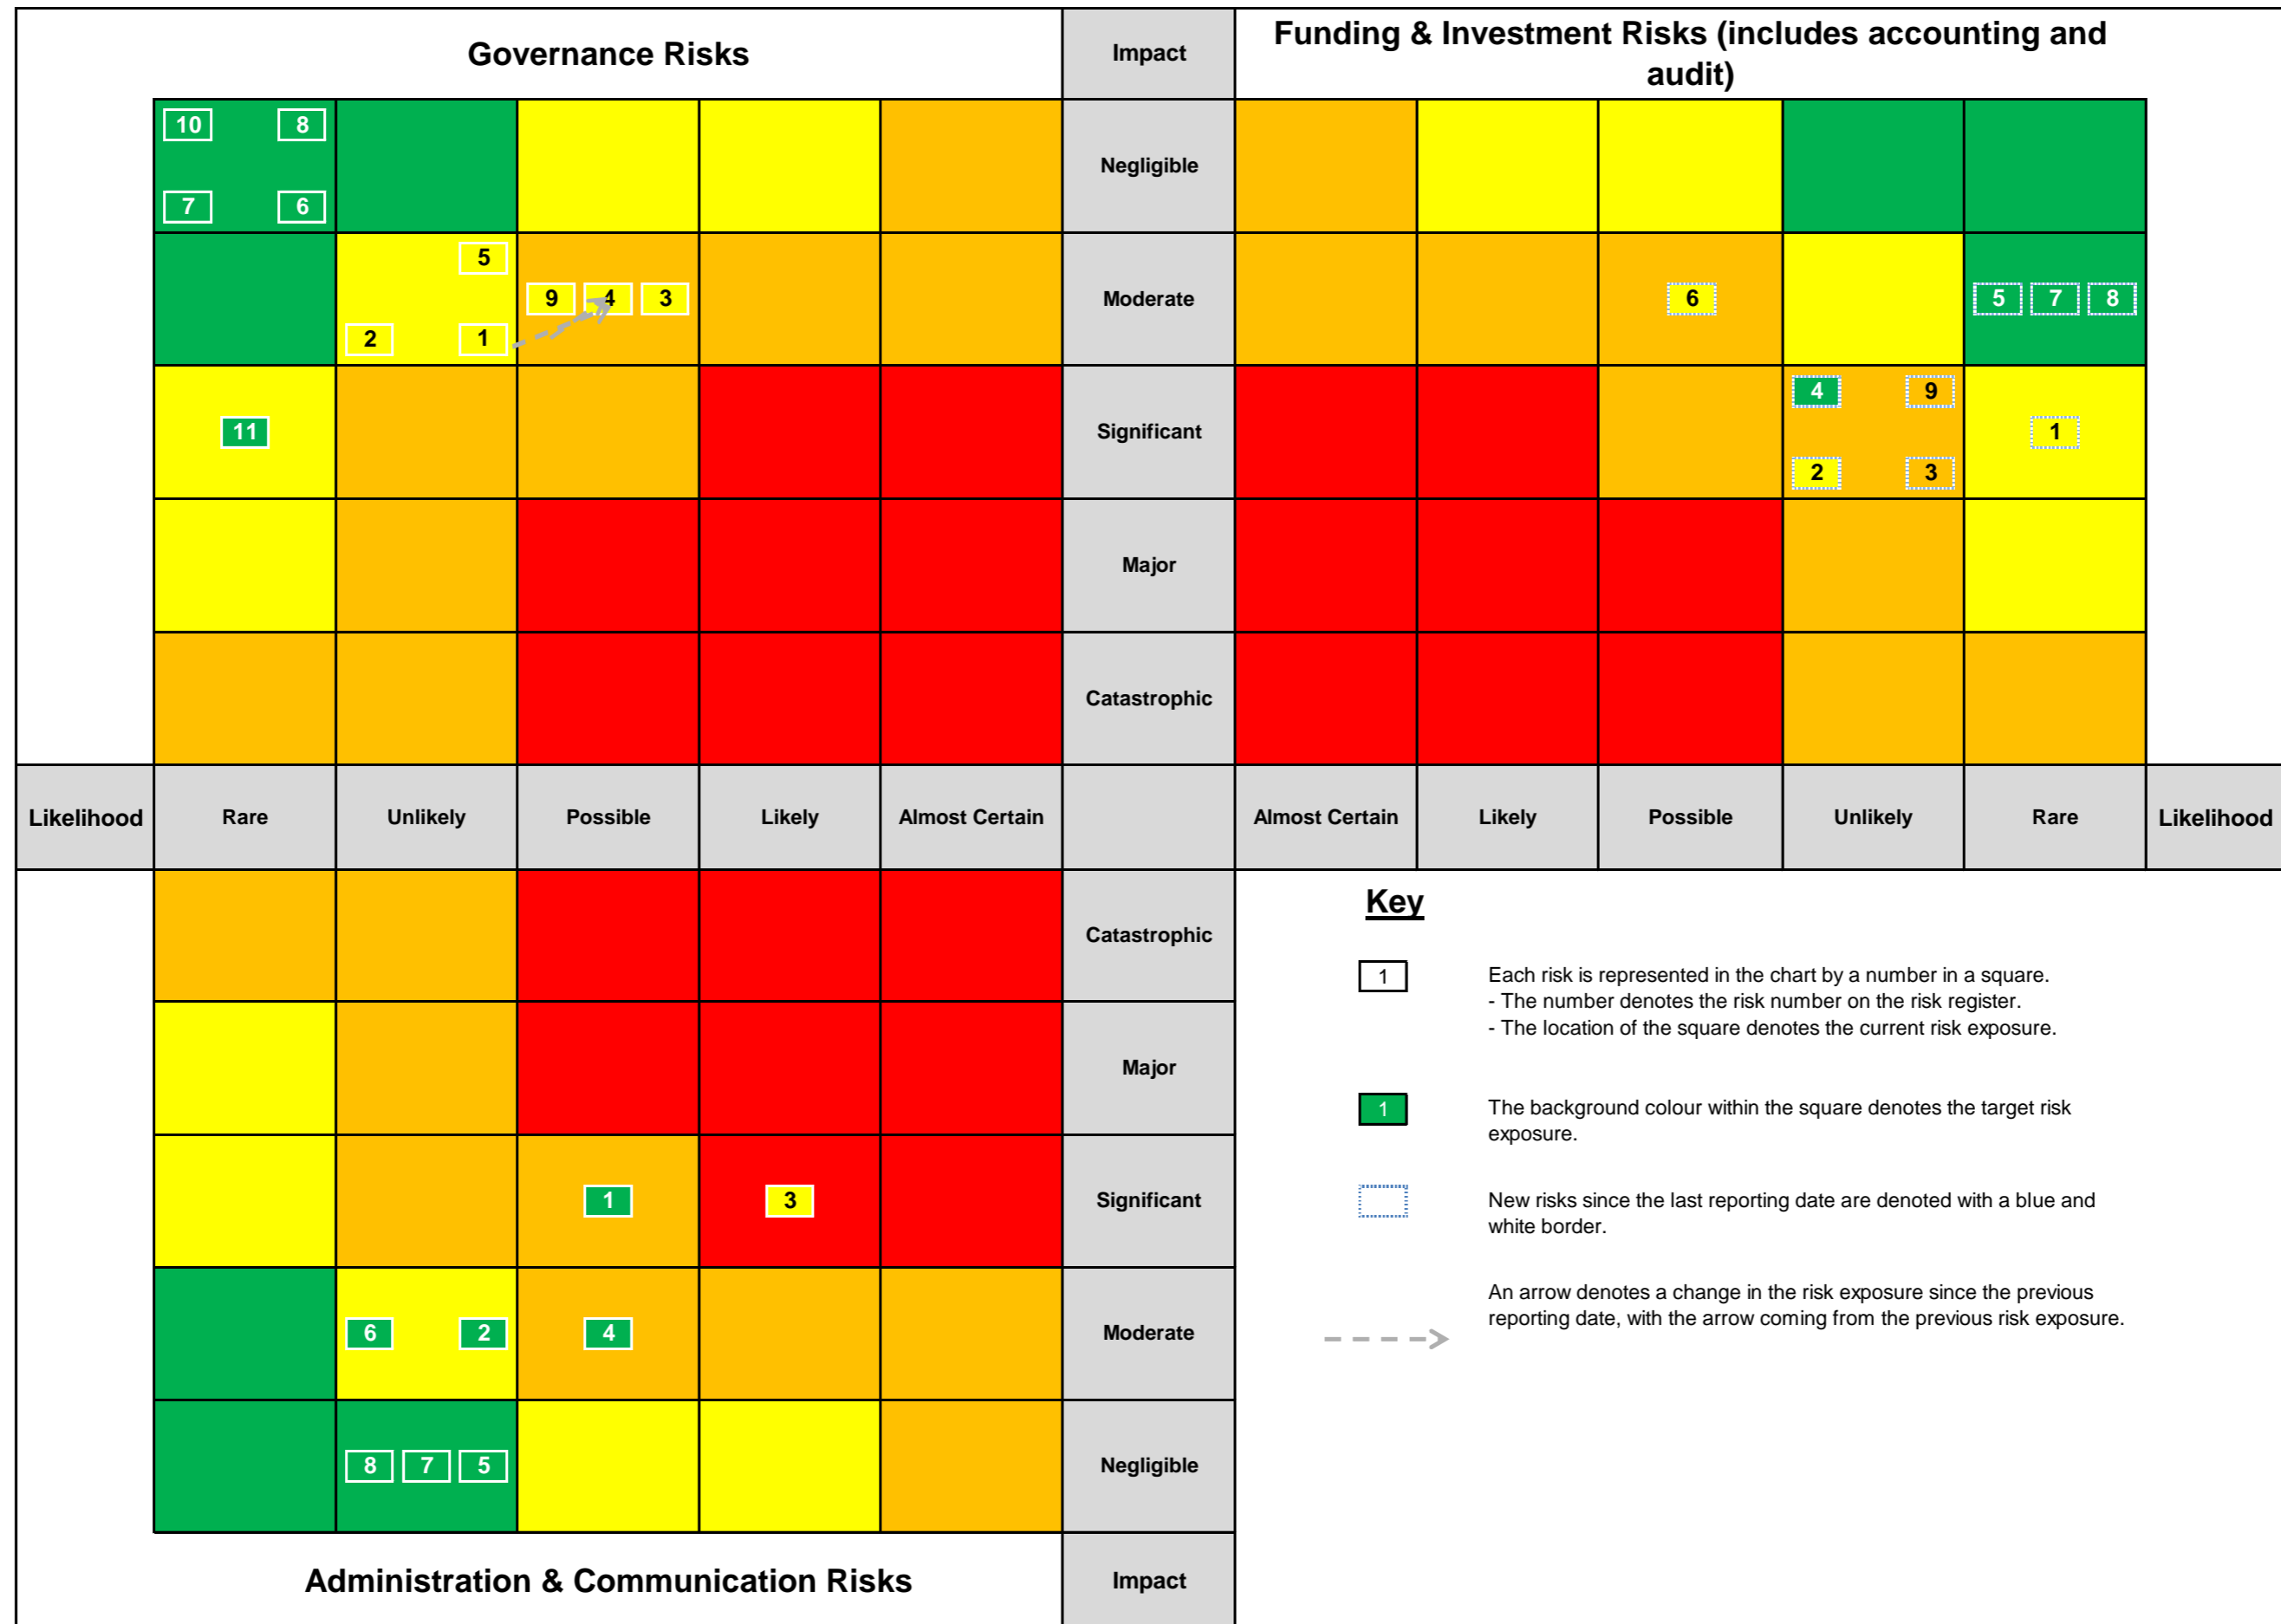 Governance Risks
Impact
Funding & Investment Risks (includes accounting and
audit)
10 8
7 6
Negligible
5
2 1
9 4 3
Moderate
6
5 7 8
11
Significant
4 9
2 3
1
Major
Catastrophic
Likelihood Rare Unlikely Possible Likely Almost Certain Almost Certain Likely Possible Unlikely Rare Likelihood
Catastrophic
Major
1 3
Significant
6 2 4
Moderate
8 7 5
Negligible
Administration & Communication Risks
Impact
Key
1
Each risk is represented in the chart by a number in a square.
- The number denotes the risk number on the risk register.
- The location of the square denotes the current risk exposure.
1
The background colour within the square denotes the target risk
exposure.
New risks since the last reporting date are denoted with a blue and
white border.
An arrow denotes a change in the risk exposure since the previous
reporting date, with the arrow coming from the previous risk exposure.